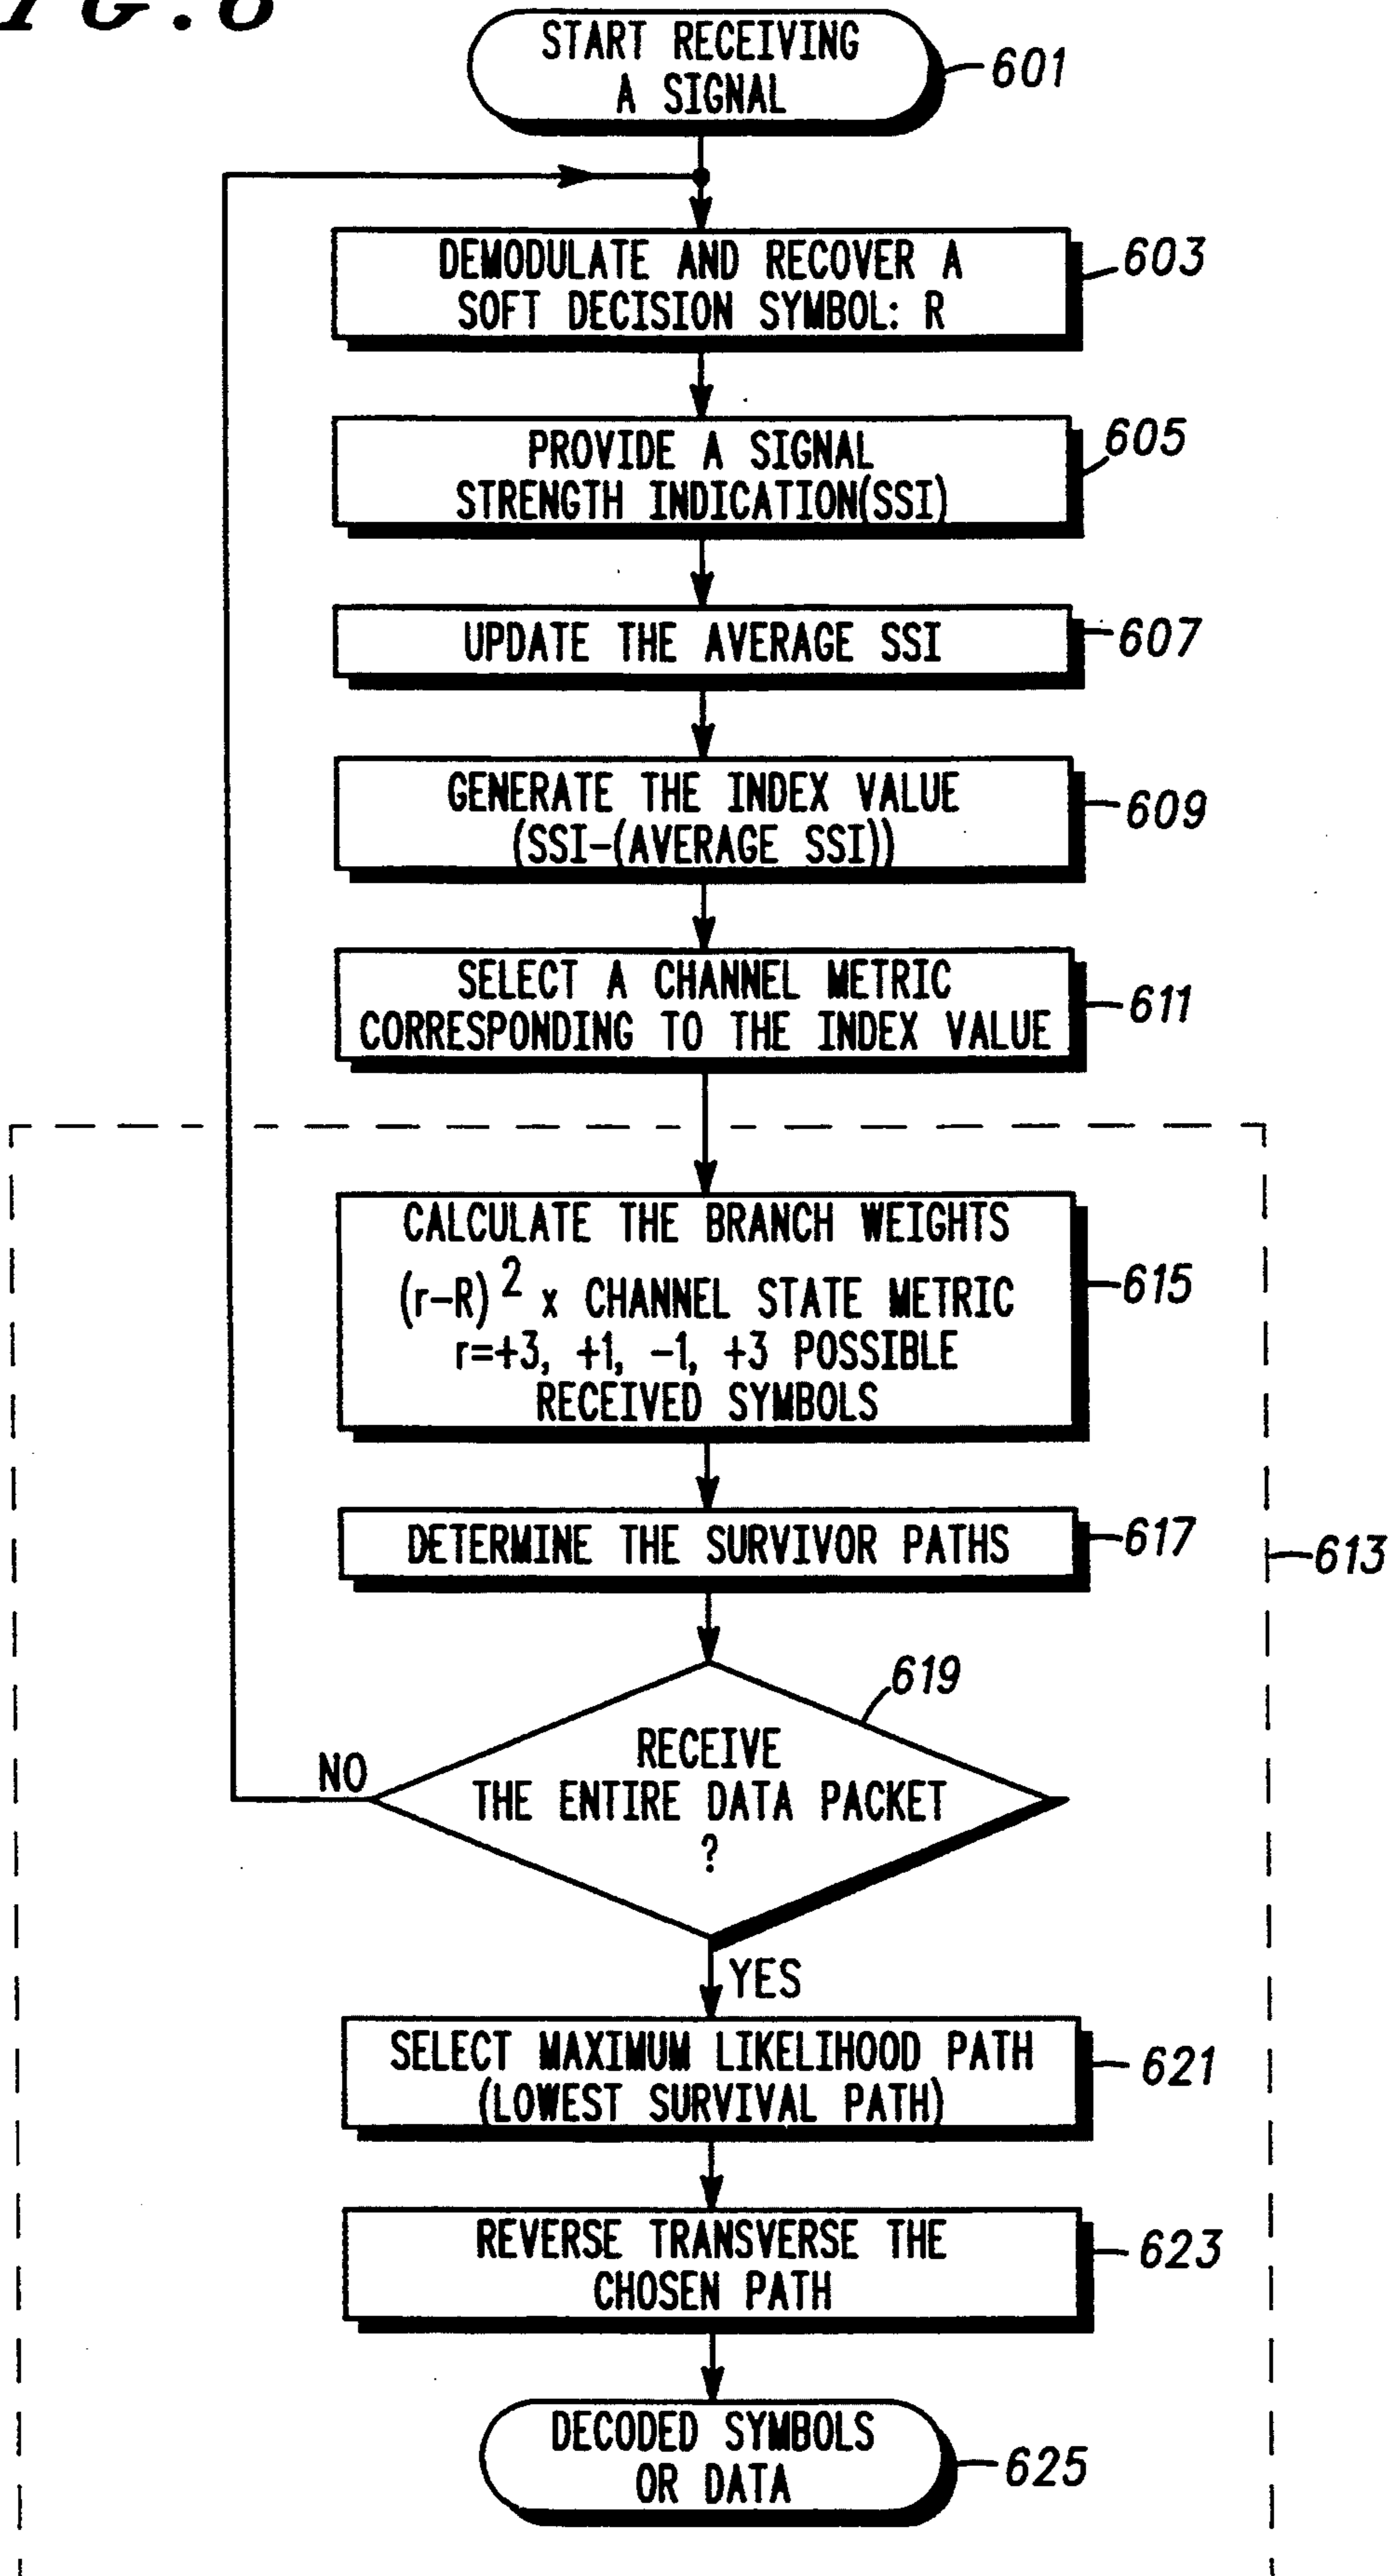 START RECEIVING
A SIGNAL
601
DEMODULATE AND RECOVER A
SOFT DECISION SYMBOL: R
603
PROVIDE A SIGNAL
STRENGTH INDICATION(SSI)
605
UPDATE THE AVERAGE SSI
607
GENERATE THE INDEX VALUE
(SSI-(AVERAGE SSI))
609
SELECT A CHANNEL METRIC
CORRESPONDING TO THE INDEX VALUE
611
CALCULATE THE BRANCH WEIGHTS
(r-R)² x CHANNEL STATE METRIC
r=+3, +1, -1, +3 POSSIBLE
RECEIVED SYMBOLS
615
DETERMINE THE SURVIVOR PATHS
617
613
619
RECEIVE
THE ENTIRE DATA PACKET
?
NO
YES
SELECT MAXIMUM LIKELIHOOD PATH
(LOWEST SURVIVAL PATH)
621
REVERSE TRANSVERSE THE
CHOSEN PATH
623
DECODED SYMBOLS
OR DATA
625